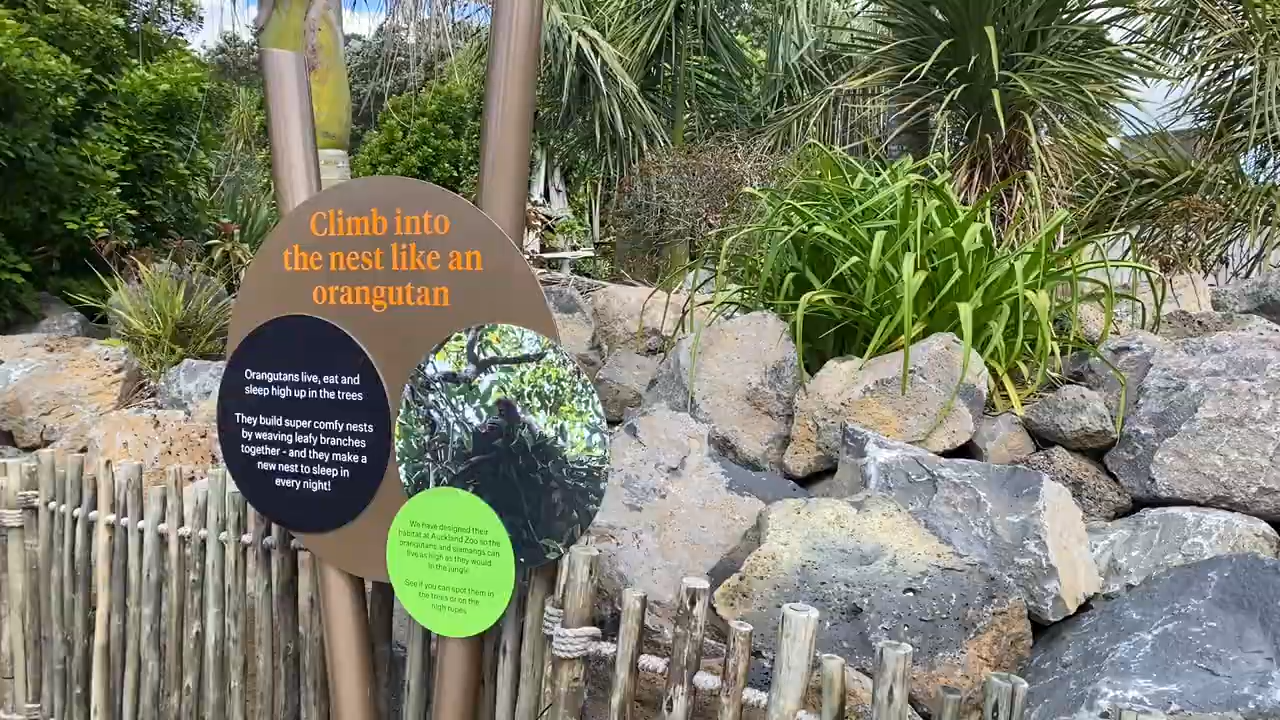 Climb into
the nest like an
orangutan
Orangutans live, eat and
sleep high up in the trees
They build super comfy nests
by weaving leafy branches
together - and they make a
new nest to sleep in
every night!
We have designed their
habitat at Auckland Zoo so the
orangutans and siamangs can
live as high as they would
in the jungle
See if you can spot them in
the trees or on the
high ropes